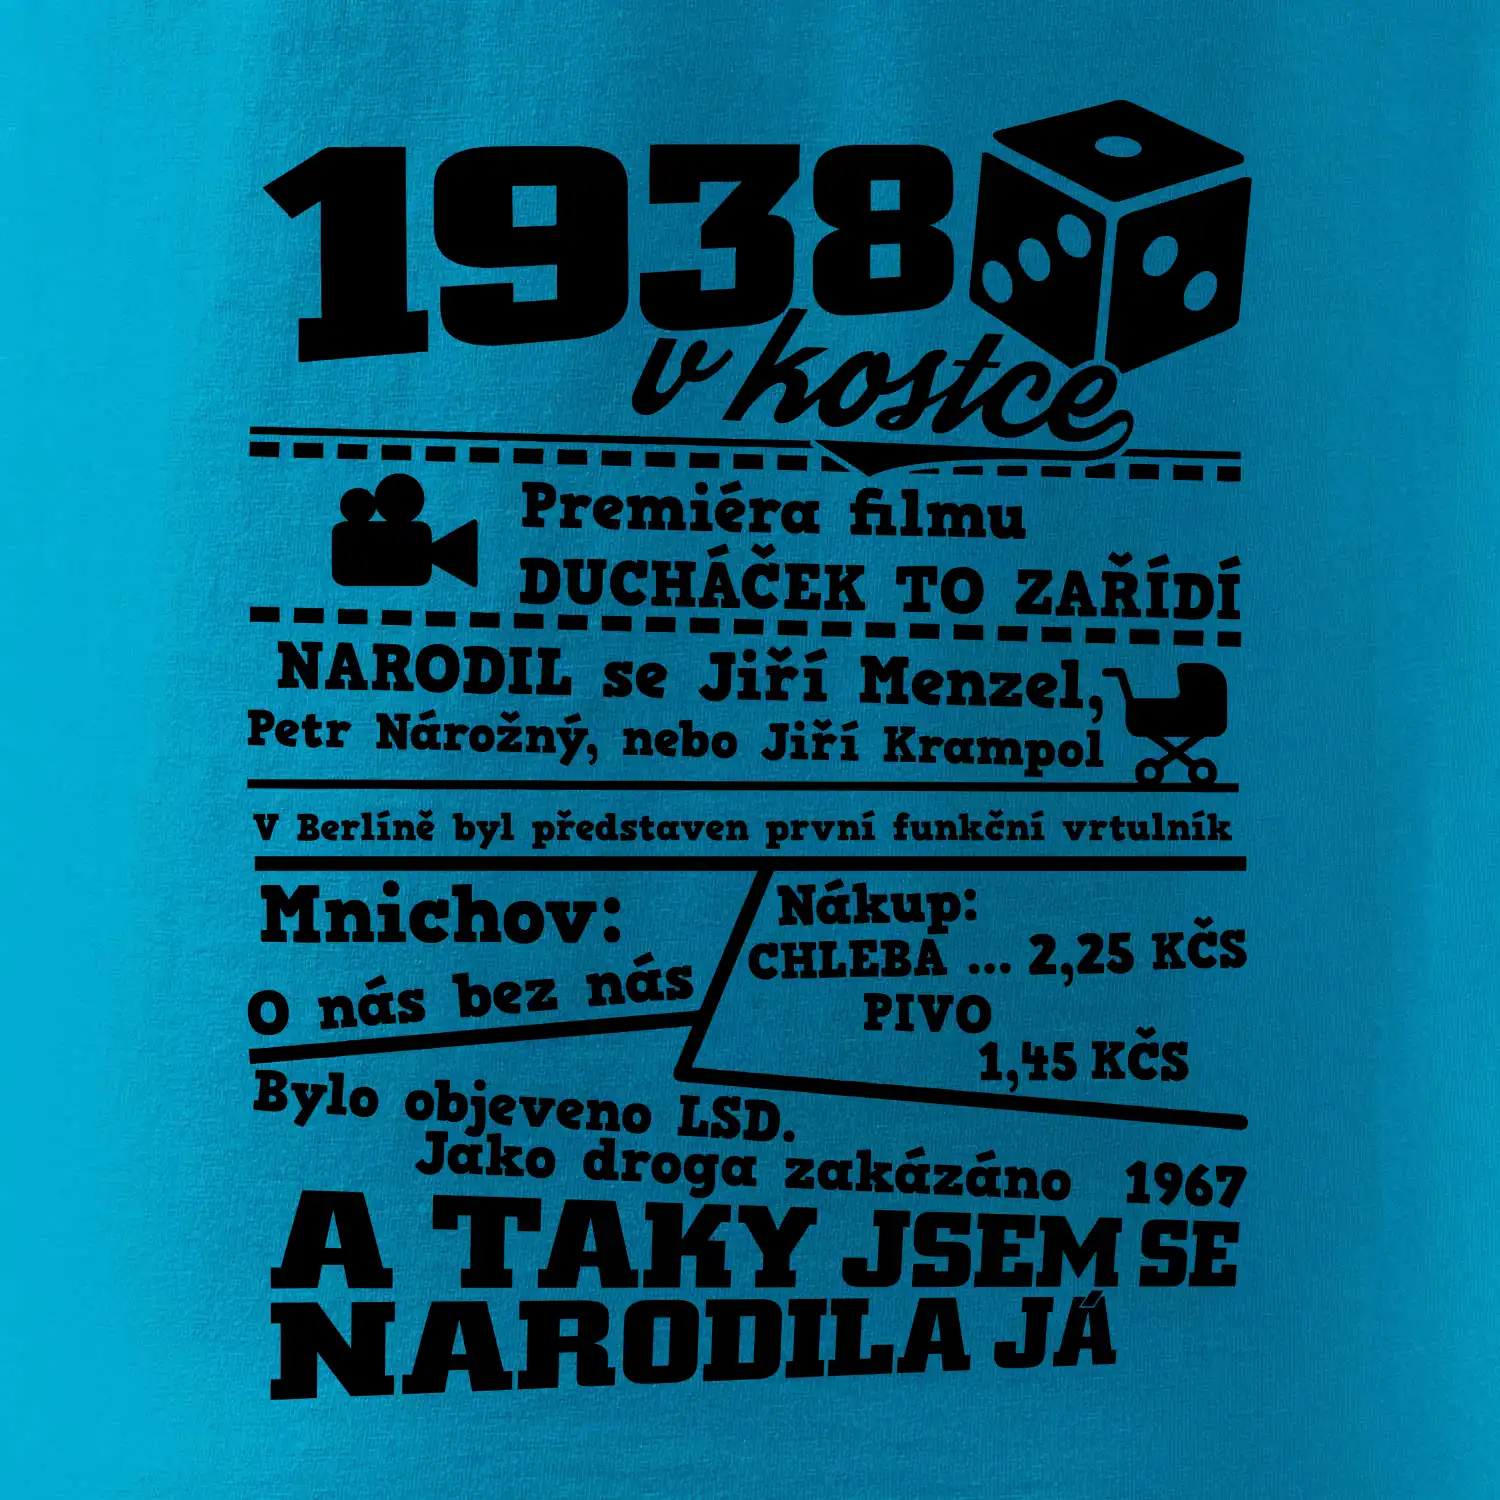 1938
v kostce
Premiéra filmu
DUCHÁČEK TO ZAŘÍDÍ
NARODIL se Jiří Menzel,
Petr Nárožný, nebo Jiří Krampol
V Berlíně byl představen první funkční vrtulník
Mnichov:
O nás bez nás
Nákup:
CHLEBA ... 2,25 KČS
PIVO
1,45 KČS
Bylo objeveno LSD.
Jako droga zakázáno 1967
A TAKY JSEM SE
NARODILA JÁ